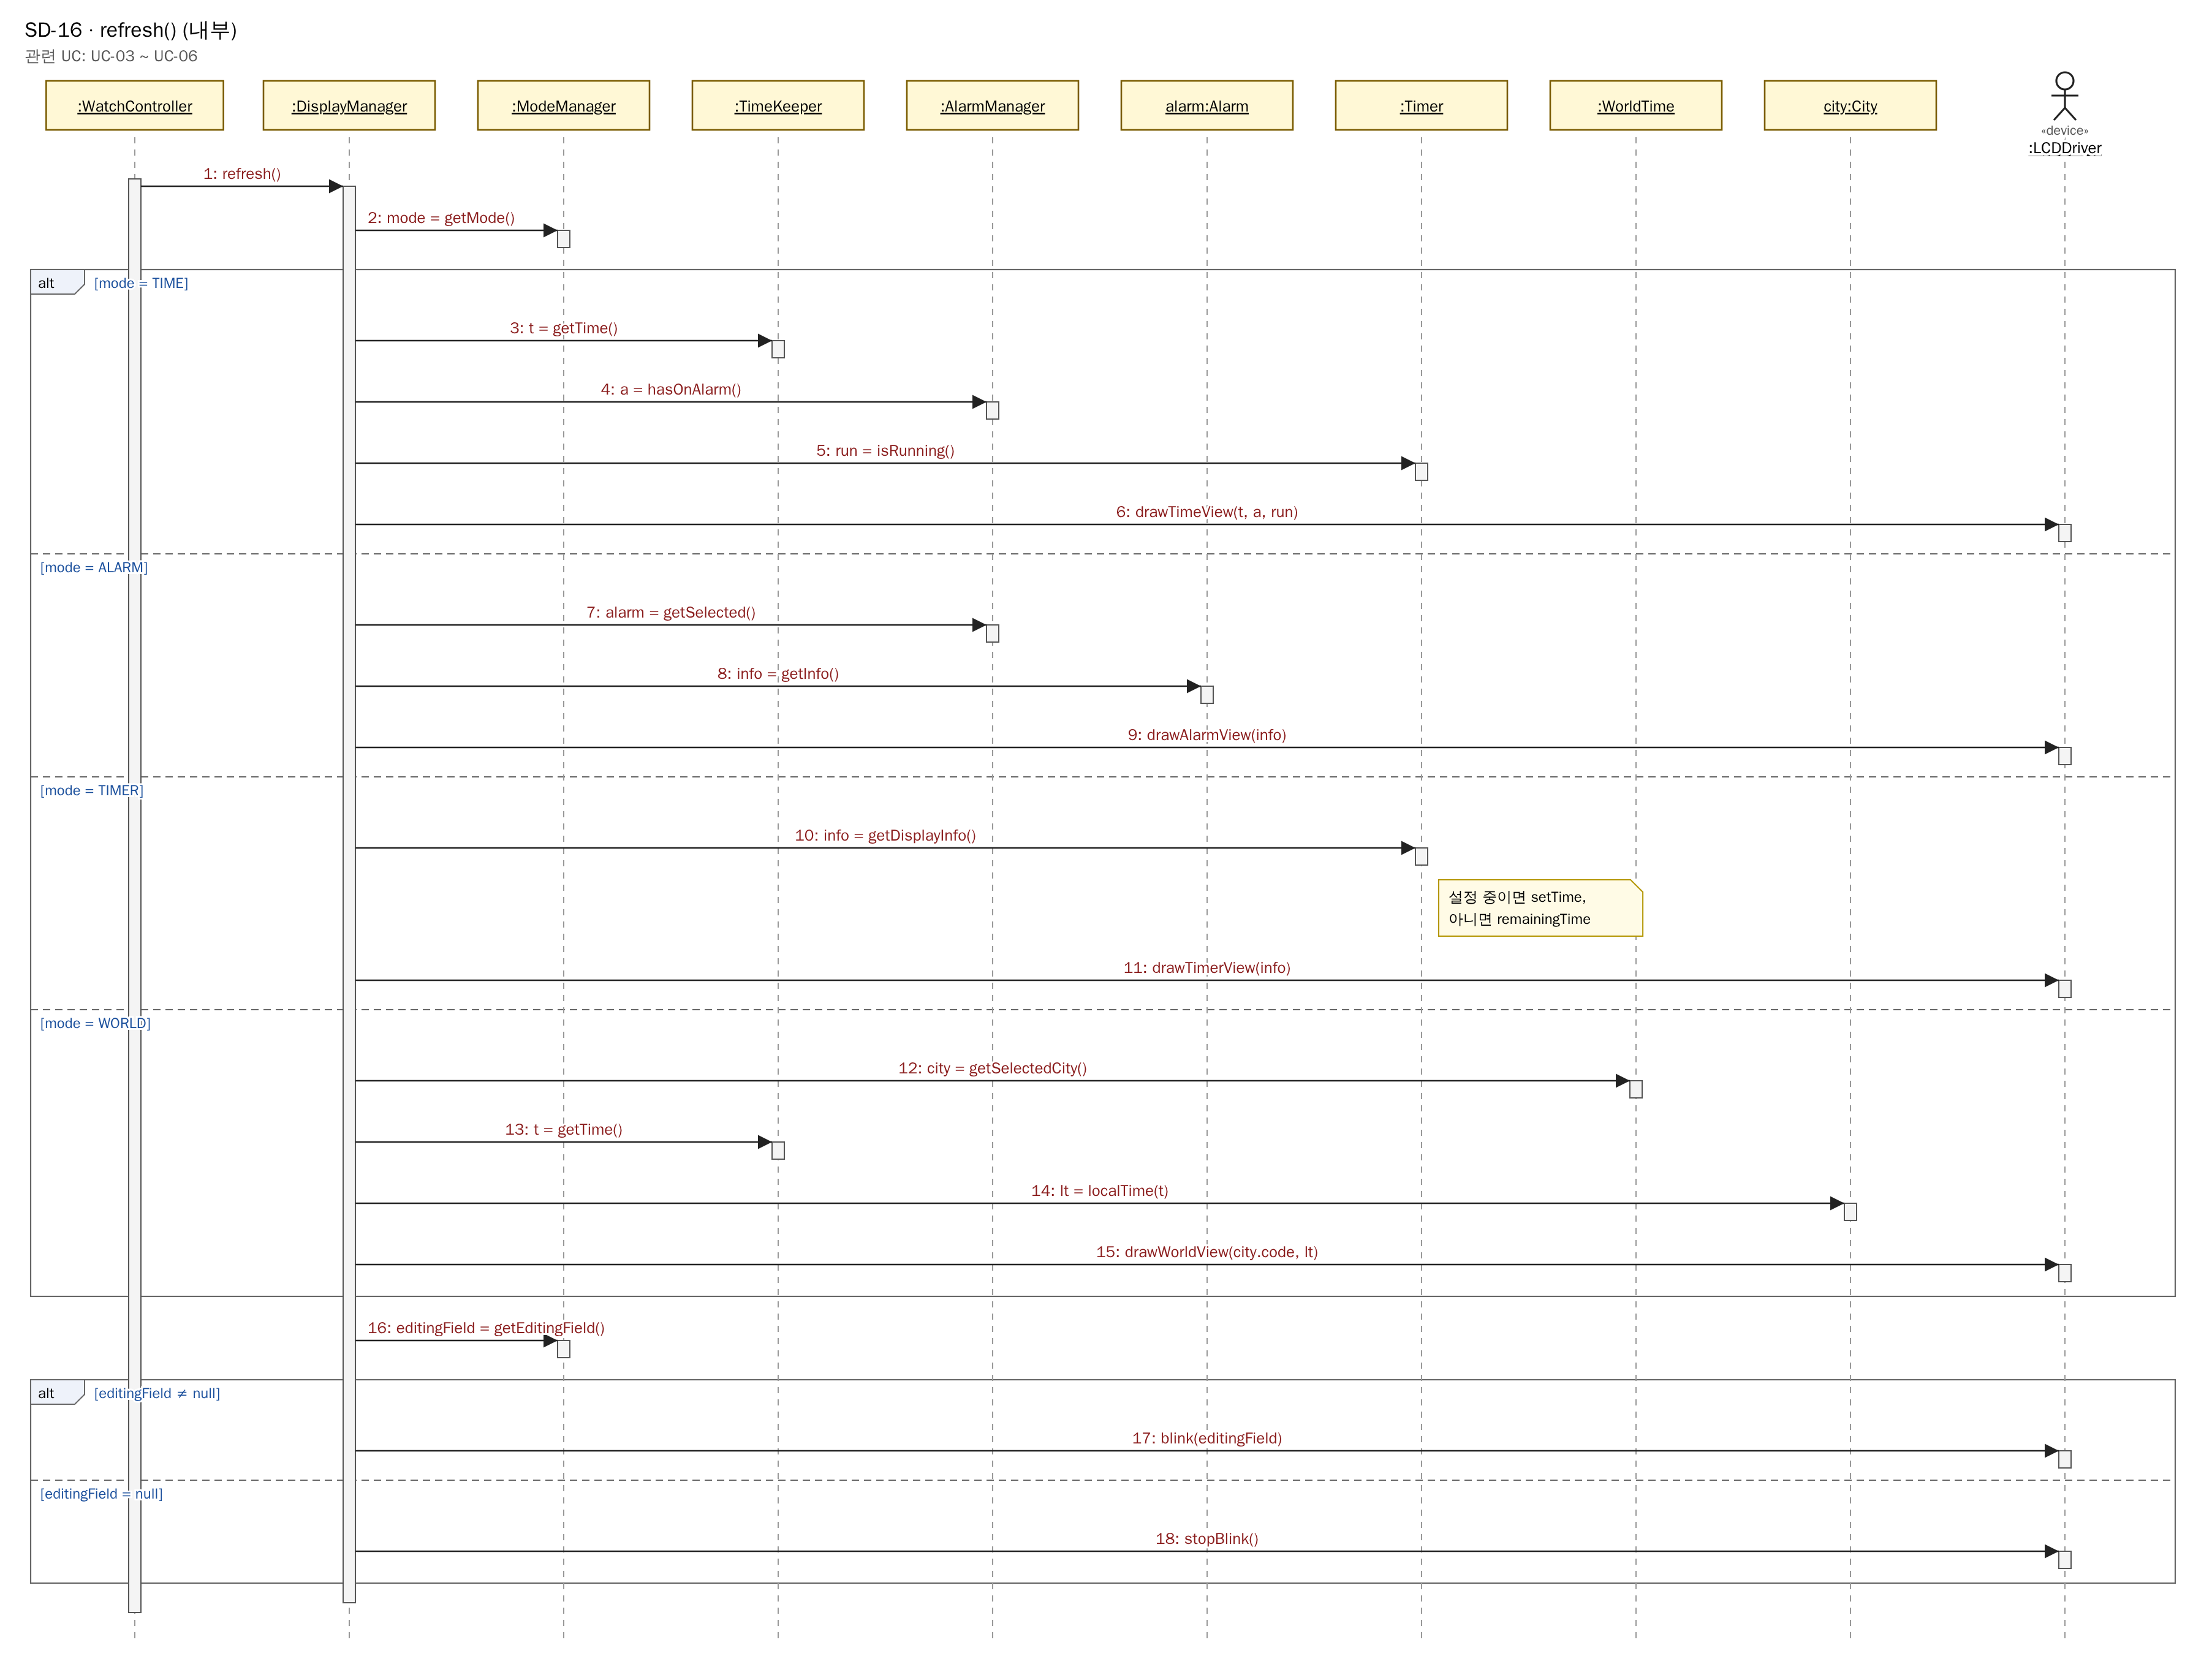 SD-16 · refresh() (내부)
관련 UC: UC-03 ~ UC-06
:WatchController
:DisplayManager
:ModeManager
:TimeKeeper
:AlarmManager
alarm:Alarm
:Timer
:WorldTime
city:City
«device»
:LCDDriver
1: refresh()
2: mode = getMode()
alt
[mode = TIME]
3: t = getTime()
4: a = hasOnAlarm()
5: run = isRunning()
6: drawTimeView(t, a, run)
[mode = ALARM]
7: alarm = getSelected()
8: info = getInfo()
9: drawAlarmView(info)
[mode = TIMER]
10: info = getDisplayInfo()
설정 중이면 setTime,
아니면 remainingTime
11: drawTimerView(info)
[mode = WORLD]
12: city = getSelectedCity()
13: t = getTime()
14: lt = localTime(t)
15: drawWorldView(city.code, lt)
16: editingField = getEditingField()
alt
[editingField ≠ null]
17: blink(editingField)
[editingField = null]
18: stopBlink()